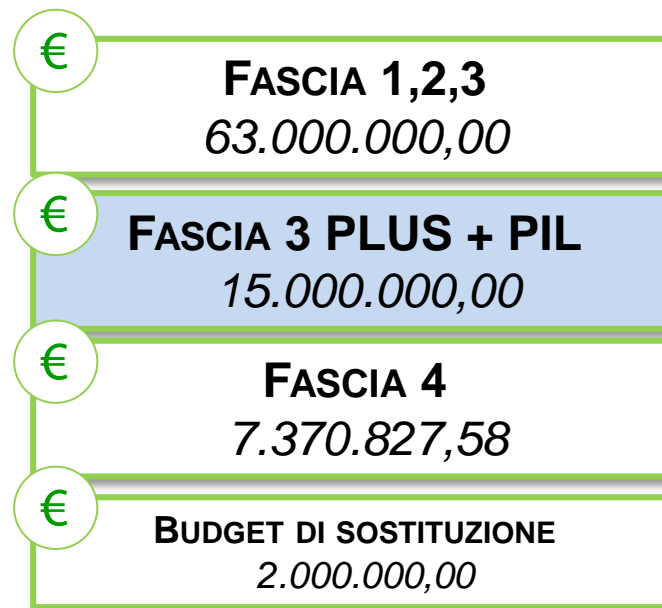 €
FASCIA 1,2,3
63.000.000,00
€
FASCIA 3 PLUS + PIL
15.000.000,00
€
FASCIA 4
7.370.827,58
€
BUDGET DI SOSTITUZIONE
2.000.000,00